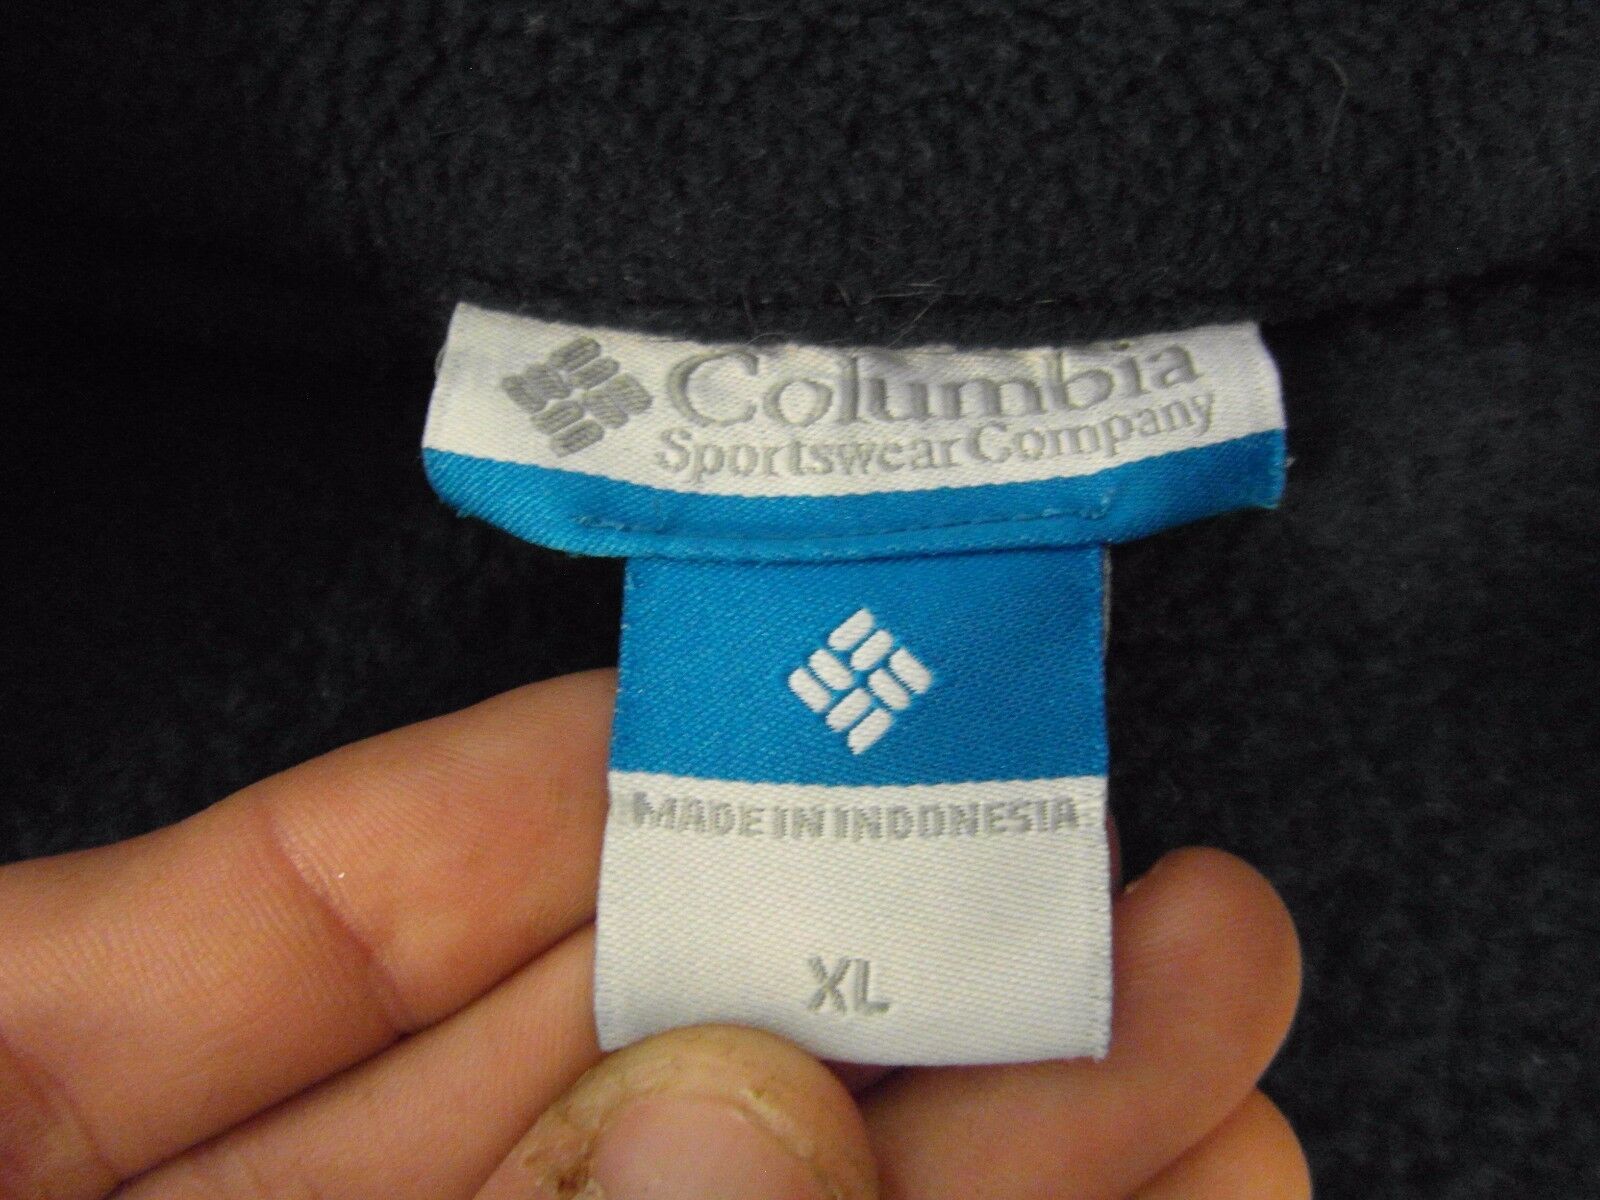 Columbia
Sportswear Company
MADE IN INDONESIA
XL